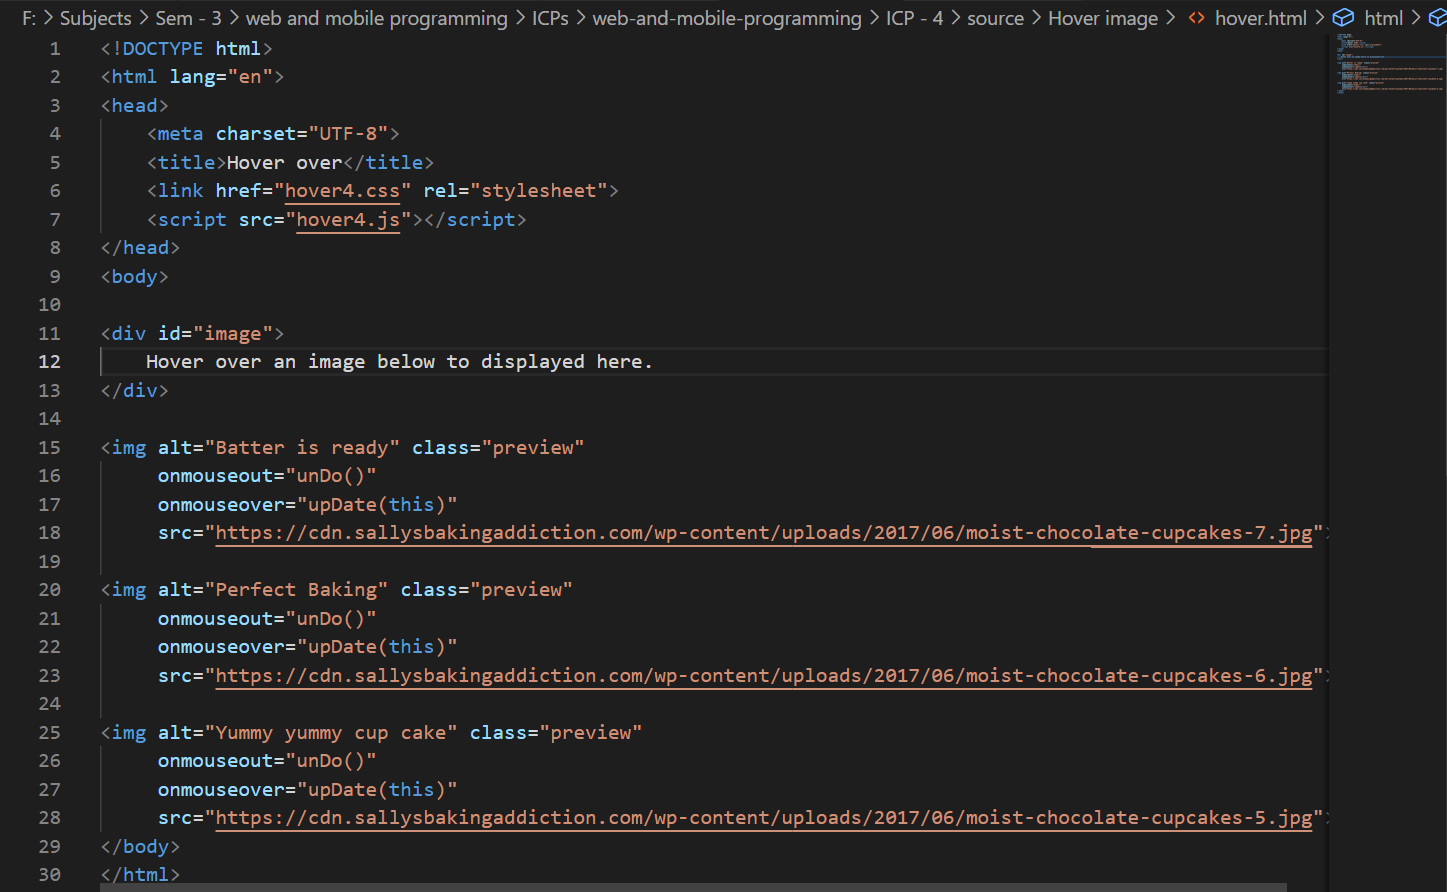 F: > Subjects > Sem - 3 > web and mobile programming > ICPs > web-and-mobile-programming > ICP - 4 > source > Hover image > <> hover.html > html >
1 <!DOCTYPE html>
2 <html lang="en">
3 <head>
4     <meta charset="UTF-8">
5     <title>Hover over</title>
6     <link href="hover4.css" rel="stylesheet">
7     <script src="hover4.js"></script>
8 </head>
9 <body>
10
11 <div id="image">
12     Hover over an image below to displayed here.
13 </div>
14
15 <img alt="Batter is ready" class="preview"
16      onmouseout="unDo()"
17      onmouseover="upDate(this)"
18      src="https://cdn.sallysbakingaddiction.com/wp-content/uploads/2017/06/moist-chocolate-cupcakes-7.jpg">
19
20 <img alt="Perfect Baking" class="preview"
21      onmouseout="unDo()"
22      onmouseover="upDate(this)"
23      src="https://cdn.sallysbakingaddiction.com/wp-content/uploads/2017/06/moist-chocolate-cupcakes-6.jpg">
24
25 <img alt="Yummy yummy cup cake" class="preview"
26      onmouseout="unDo()"
27      onmouseover="upDate(this)"
28      src="https://cdn.sallysbakingaddiction.com/wp-content/uploads/2017/06/moist-chocolate-cupcakes-5.jpg">
29 </body>
30 </html>